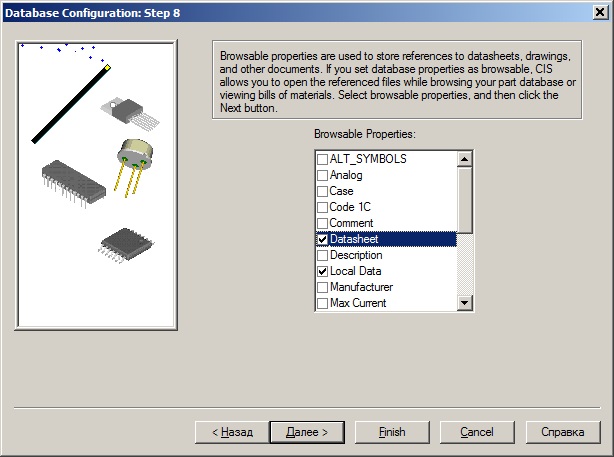 Database Configuration: Step 8
Browsable properties are used to store references to datasheets, drawings,
and other documents. If you set database properties as browsable, CIS
allows you to open the referenced files while browsing your part database or
viewing bills of materials. Select browsable properties, and then click the
Next button.
Browsable Properties:
ALT_SYMBOLS
Analog
Case
Code 1C
Comment
Datasheet
Description
Local Data
Manufacturer
Max Current
< Назад Далее > Finish Cancel Справка